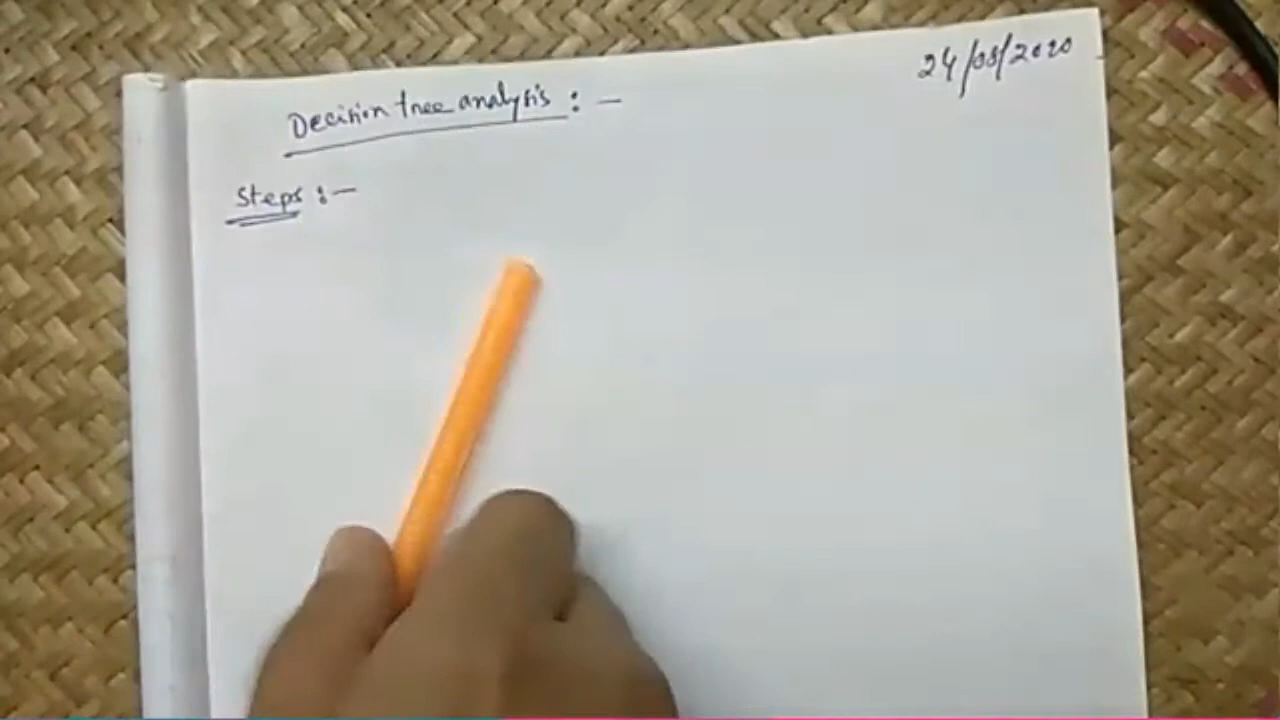 24/08/2020
Decision tree analysis : -
Steps : -